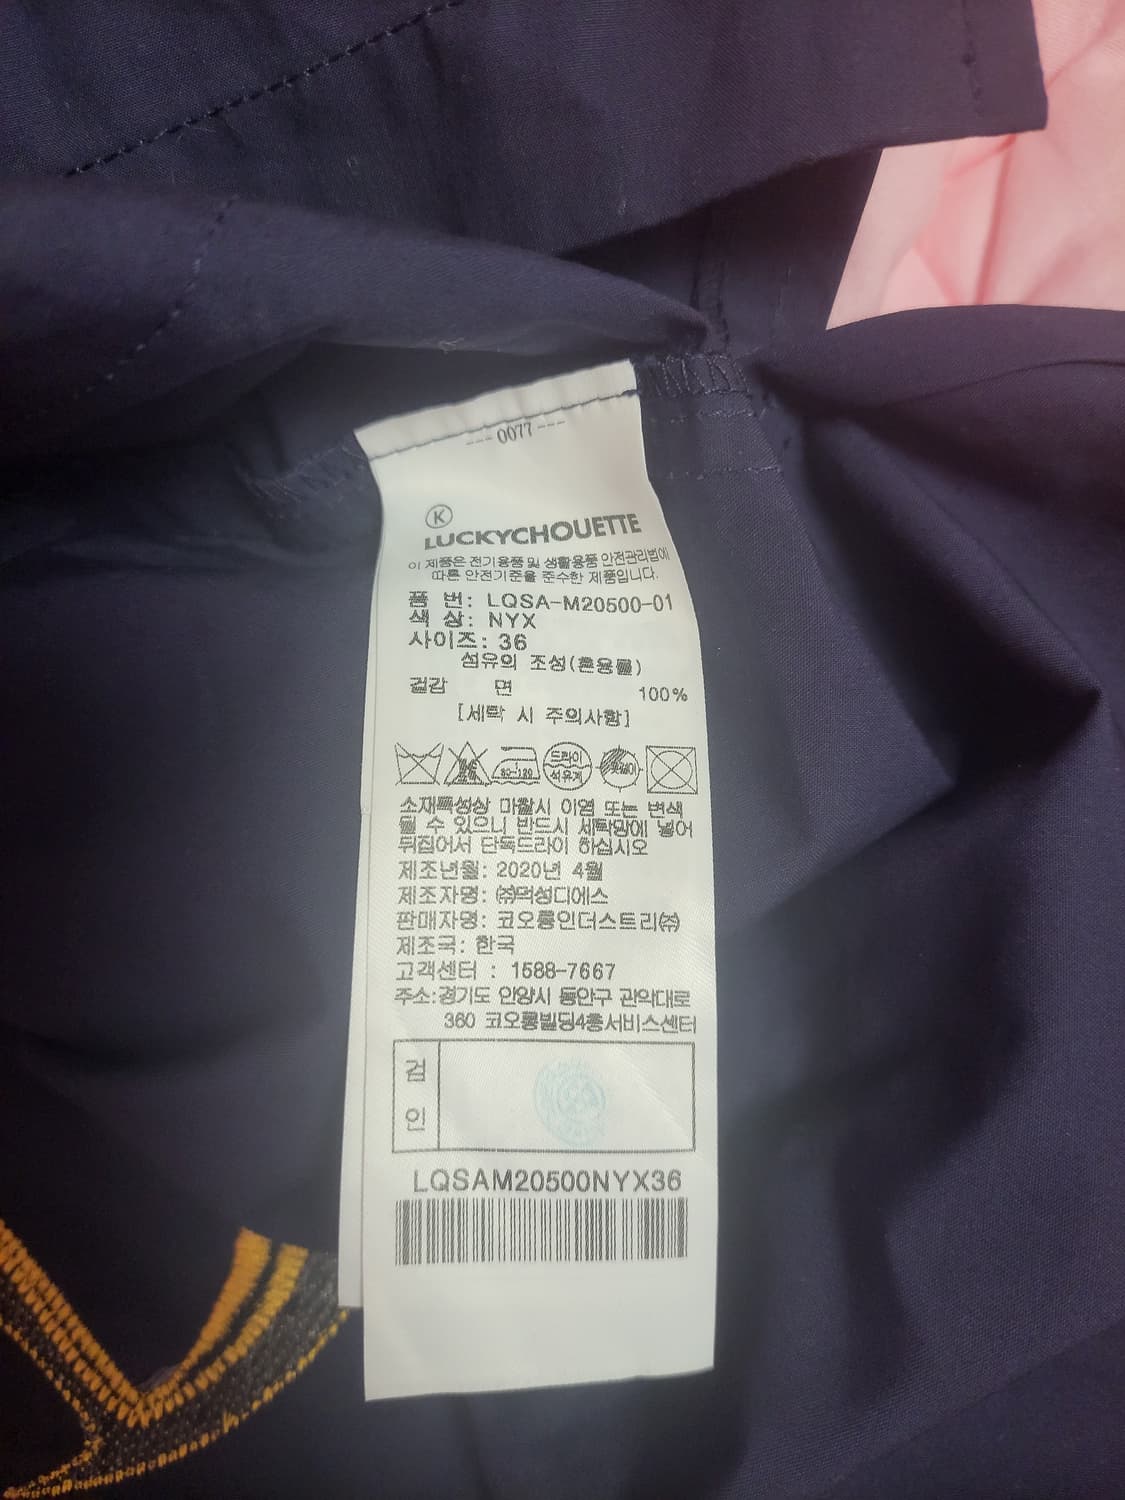 --- 0077 ---
K
LUCKYCHOUETTE
이 제품은 전기용품 및 생활용품 안전관리법에
따른 안전기준을 준수한 제품입니다.
품 번: LQSA-M20500-01
색 상: NYX
사이즈: 36
섬유의 조성(혼용률)
겉감 면 100%
[세탁 시 주의사항]
80~120 드라이
석유계
소재특성상 마찰시 이염 또는 변색
될 수 있으니 반드시 세탁망에 넣어
뒤집어서 단독드라이 하십시오
제조년월: 2020년 4월
제조자명: ㈜덕성디에스
판매자명: 코오롱인더스트리㈜
제조국: 한국
고객센터 : 1588-7667
주소:경기도 안양시 동안구 관악대로
360 코오롱빌딩4층서비스센터
검
인
LQSAM20500NYX36